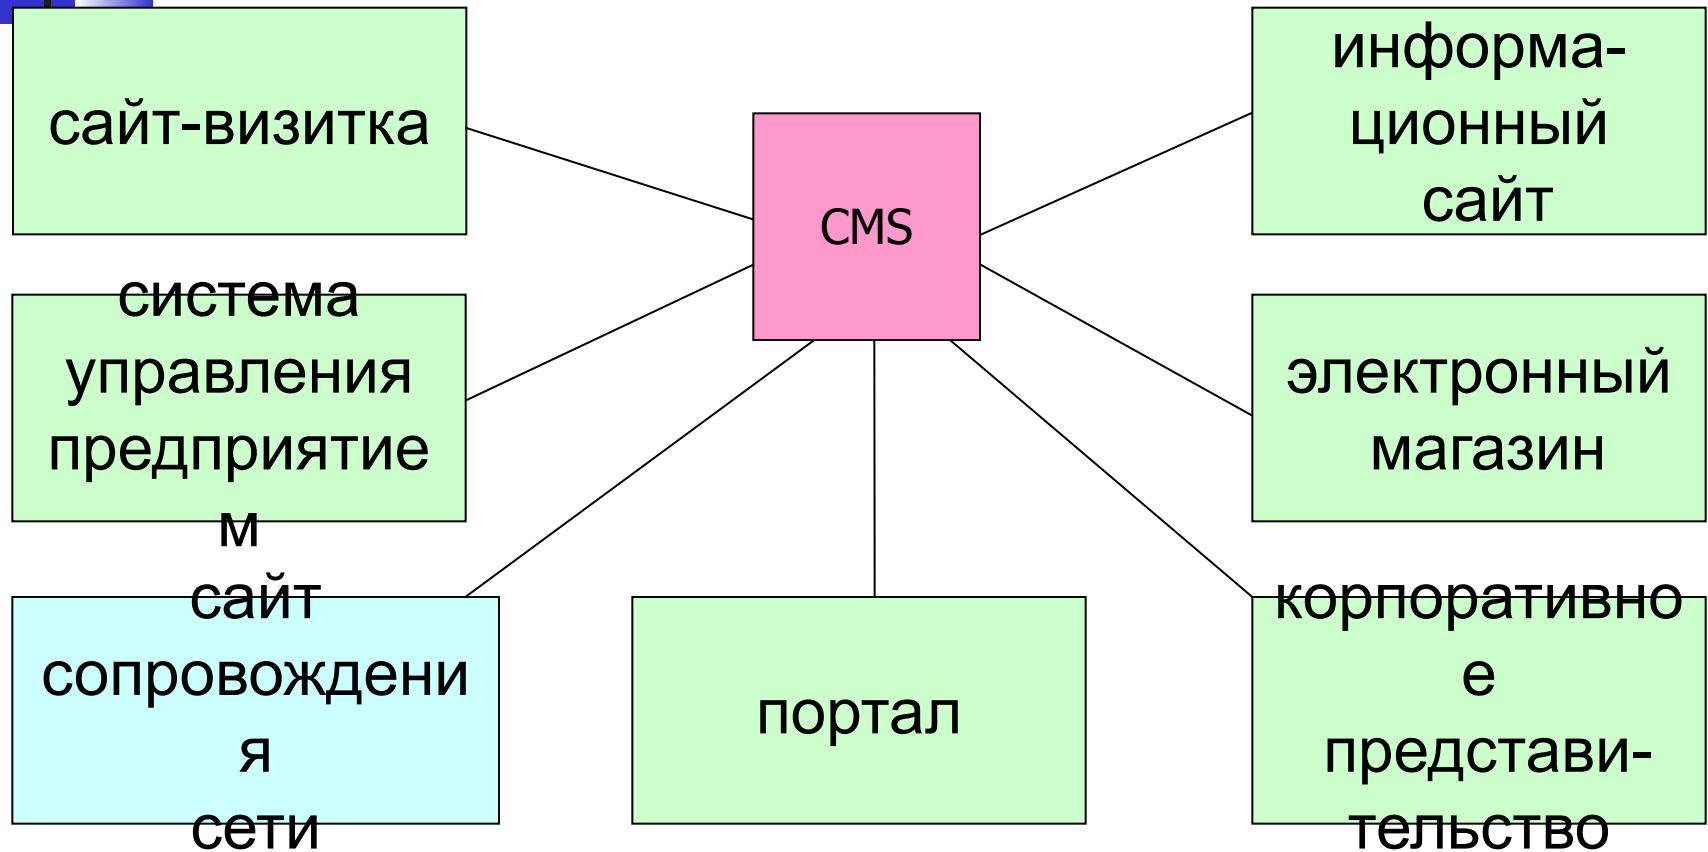 сайт-визитка
информа-
ционный
сайт
CMS
система
управления
предприятие
м
электронный
магазин
сайт
сопровождени
я
сети
портал
корпоративно
е
представи-
тельство